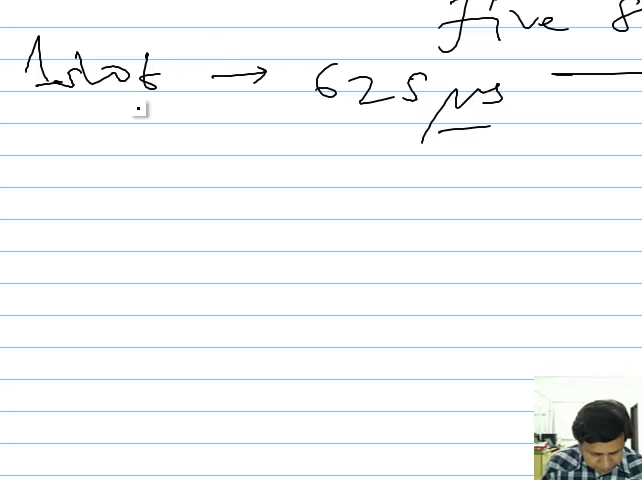 five
1 slot → 625 μs —